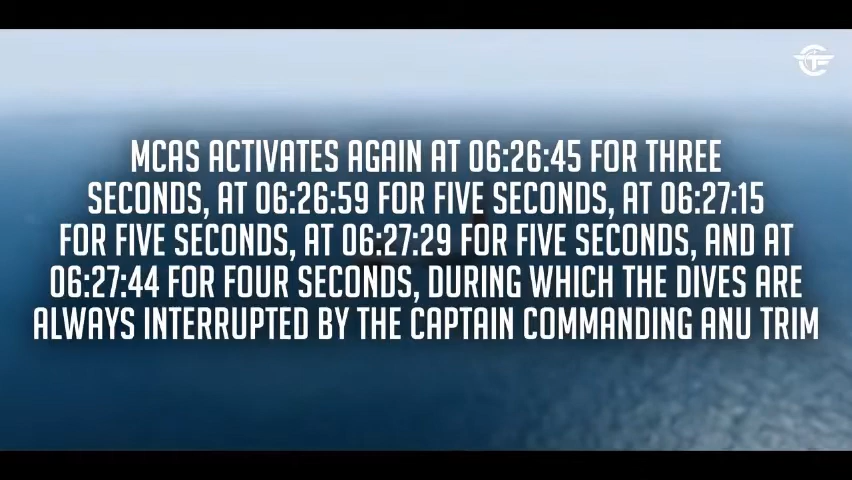 MCAS ACTIVATES AGAIN AT 06:26:45 FOR THREE
SECONDS, AT 06:26:59 FOR FIVE SECONDS, AT 06:27:15
FOR FIVE SECONDS, AT 06:27:29 FOR FIVE SECONDS, AND AT
06:27:44 FOR FOUR SECONDS, DURING WHICH THE DIVES ARE
ALWAYS INTERRUPTED BY THE CAPTAIN COMMANDING ANU TRIM